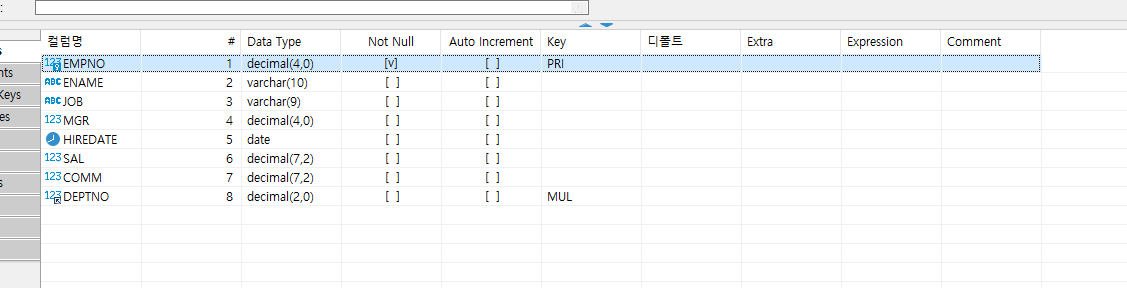 :
컬럼명 # Data Type Not Null Auto Increment Key 디폴트 Extra Expression Comment
s
123 EMPNO 1 decimal(4,0) [v] [ ] PRI
nts
ABC ENAME 2 varchar(10) [ ] [ ]
Keys
ABC JOB 3 varchar(9) [ ] [ ]
es
123 MGR 4 decimal(4,0) [ ] [ ]
HIREDATE 5 date [ ] [ ]
123 SAL 6 decimal(7,2) [ ] [ ]
123 COMM 7 decimal(7,2) [ ] [ ]
s
123 DEPTNO 8 decimal(2,0) [ ] [ ] MUL